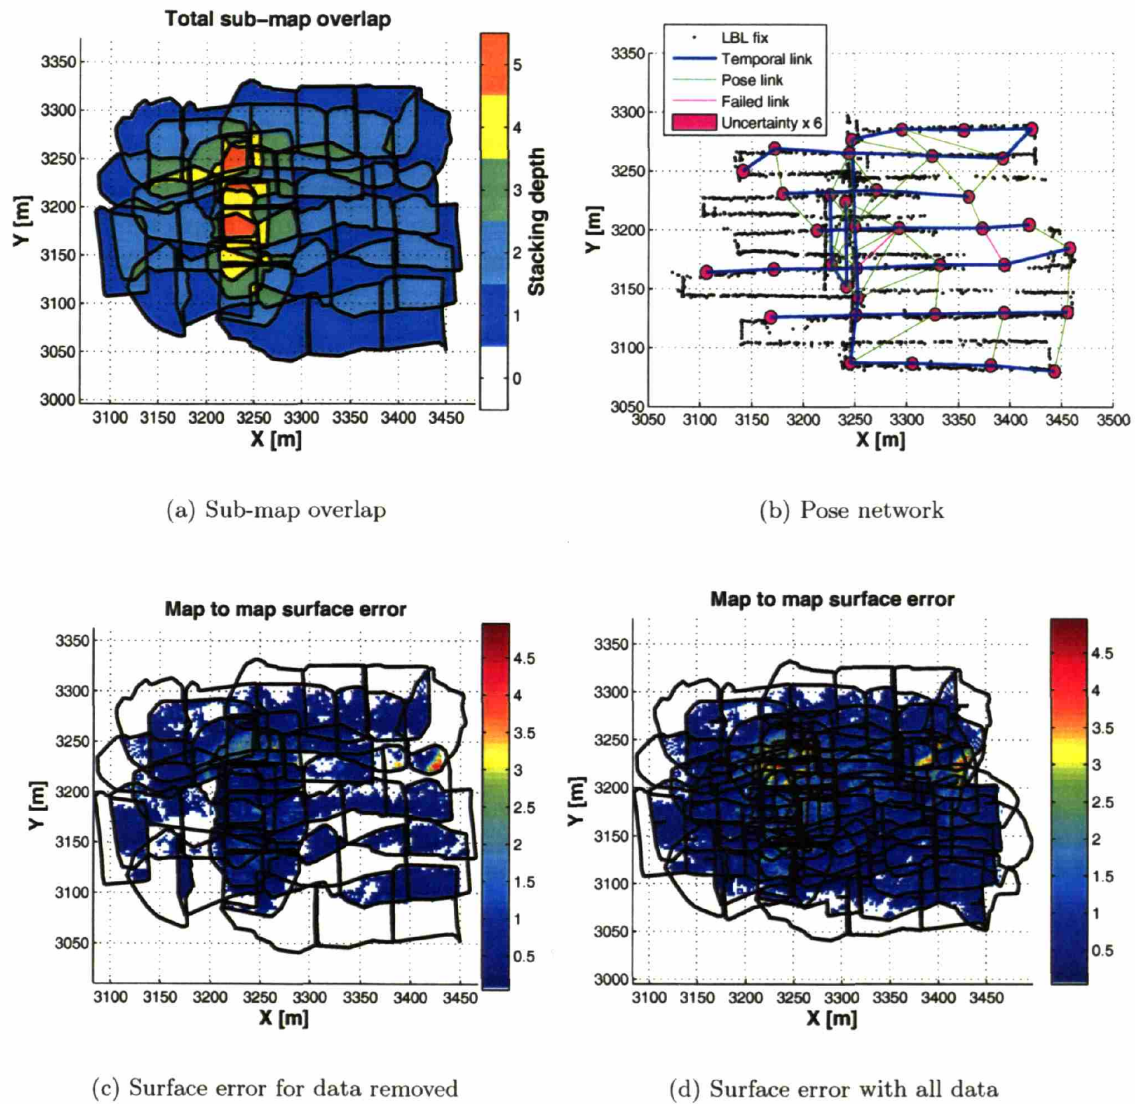 Total sub-map overlap
3350
3300
3250
3200
3150
3100
3050
3000
Y [m]
3100 3150 3200 3250 3300 3350 3400 3450
X [m]
5
4
3
2
1
0
Stacking depth
(a) Sub-map overlap
LBL fix
Temporal link
Pose link
Failed link
Uncertainty x 6
3350
3300
3250
3200
3150
3100
3050
Y [m]
3050 3100 3150 3200 3250 3300 3350 3400 3450 3500
X [m]
(b) Pose network
Map to map surface error
3350
3300
3250
3200
3150
3100
3050
Y [m]
3100 3150 3200 3250 3300 3350 3400 3450
X [m]
4.5
4
3.5
3
2.5
2
1.5
1
0.5
(c) Surface error for data removed
Map to map surface error
3350
3300
3250
3200
3150
3100
3050
3000
Y [m]
3100 3150 3200 3250 3300 3350 3400 3450
X [m]
4.5
4
3.5
3
2.5
2
1.5
1
0.5
(d) Surface error with all data